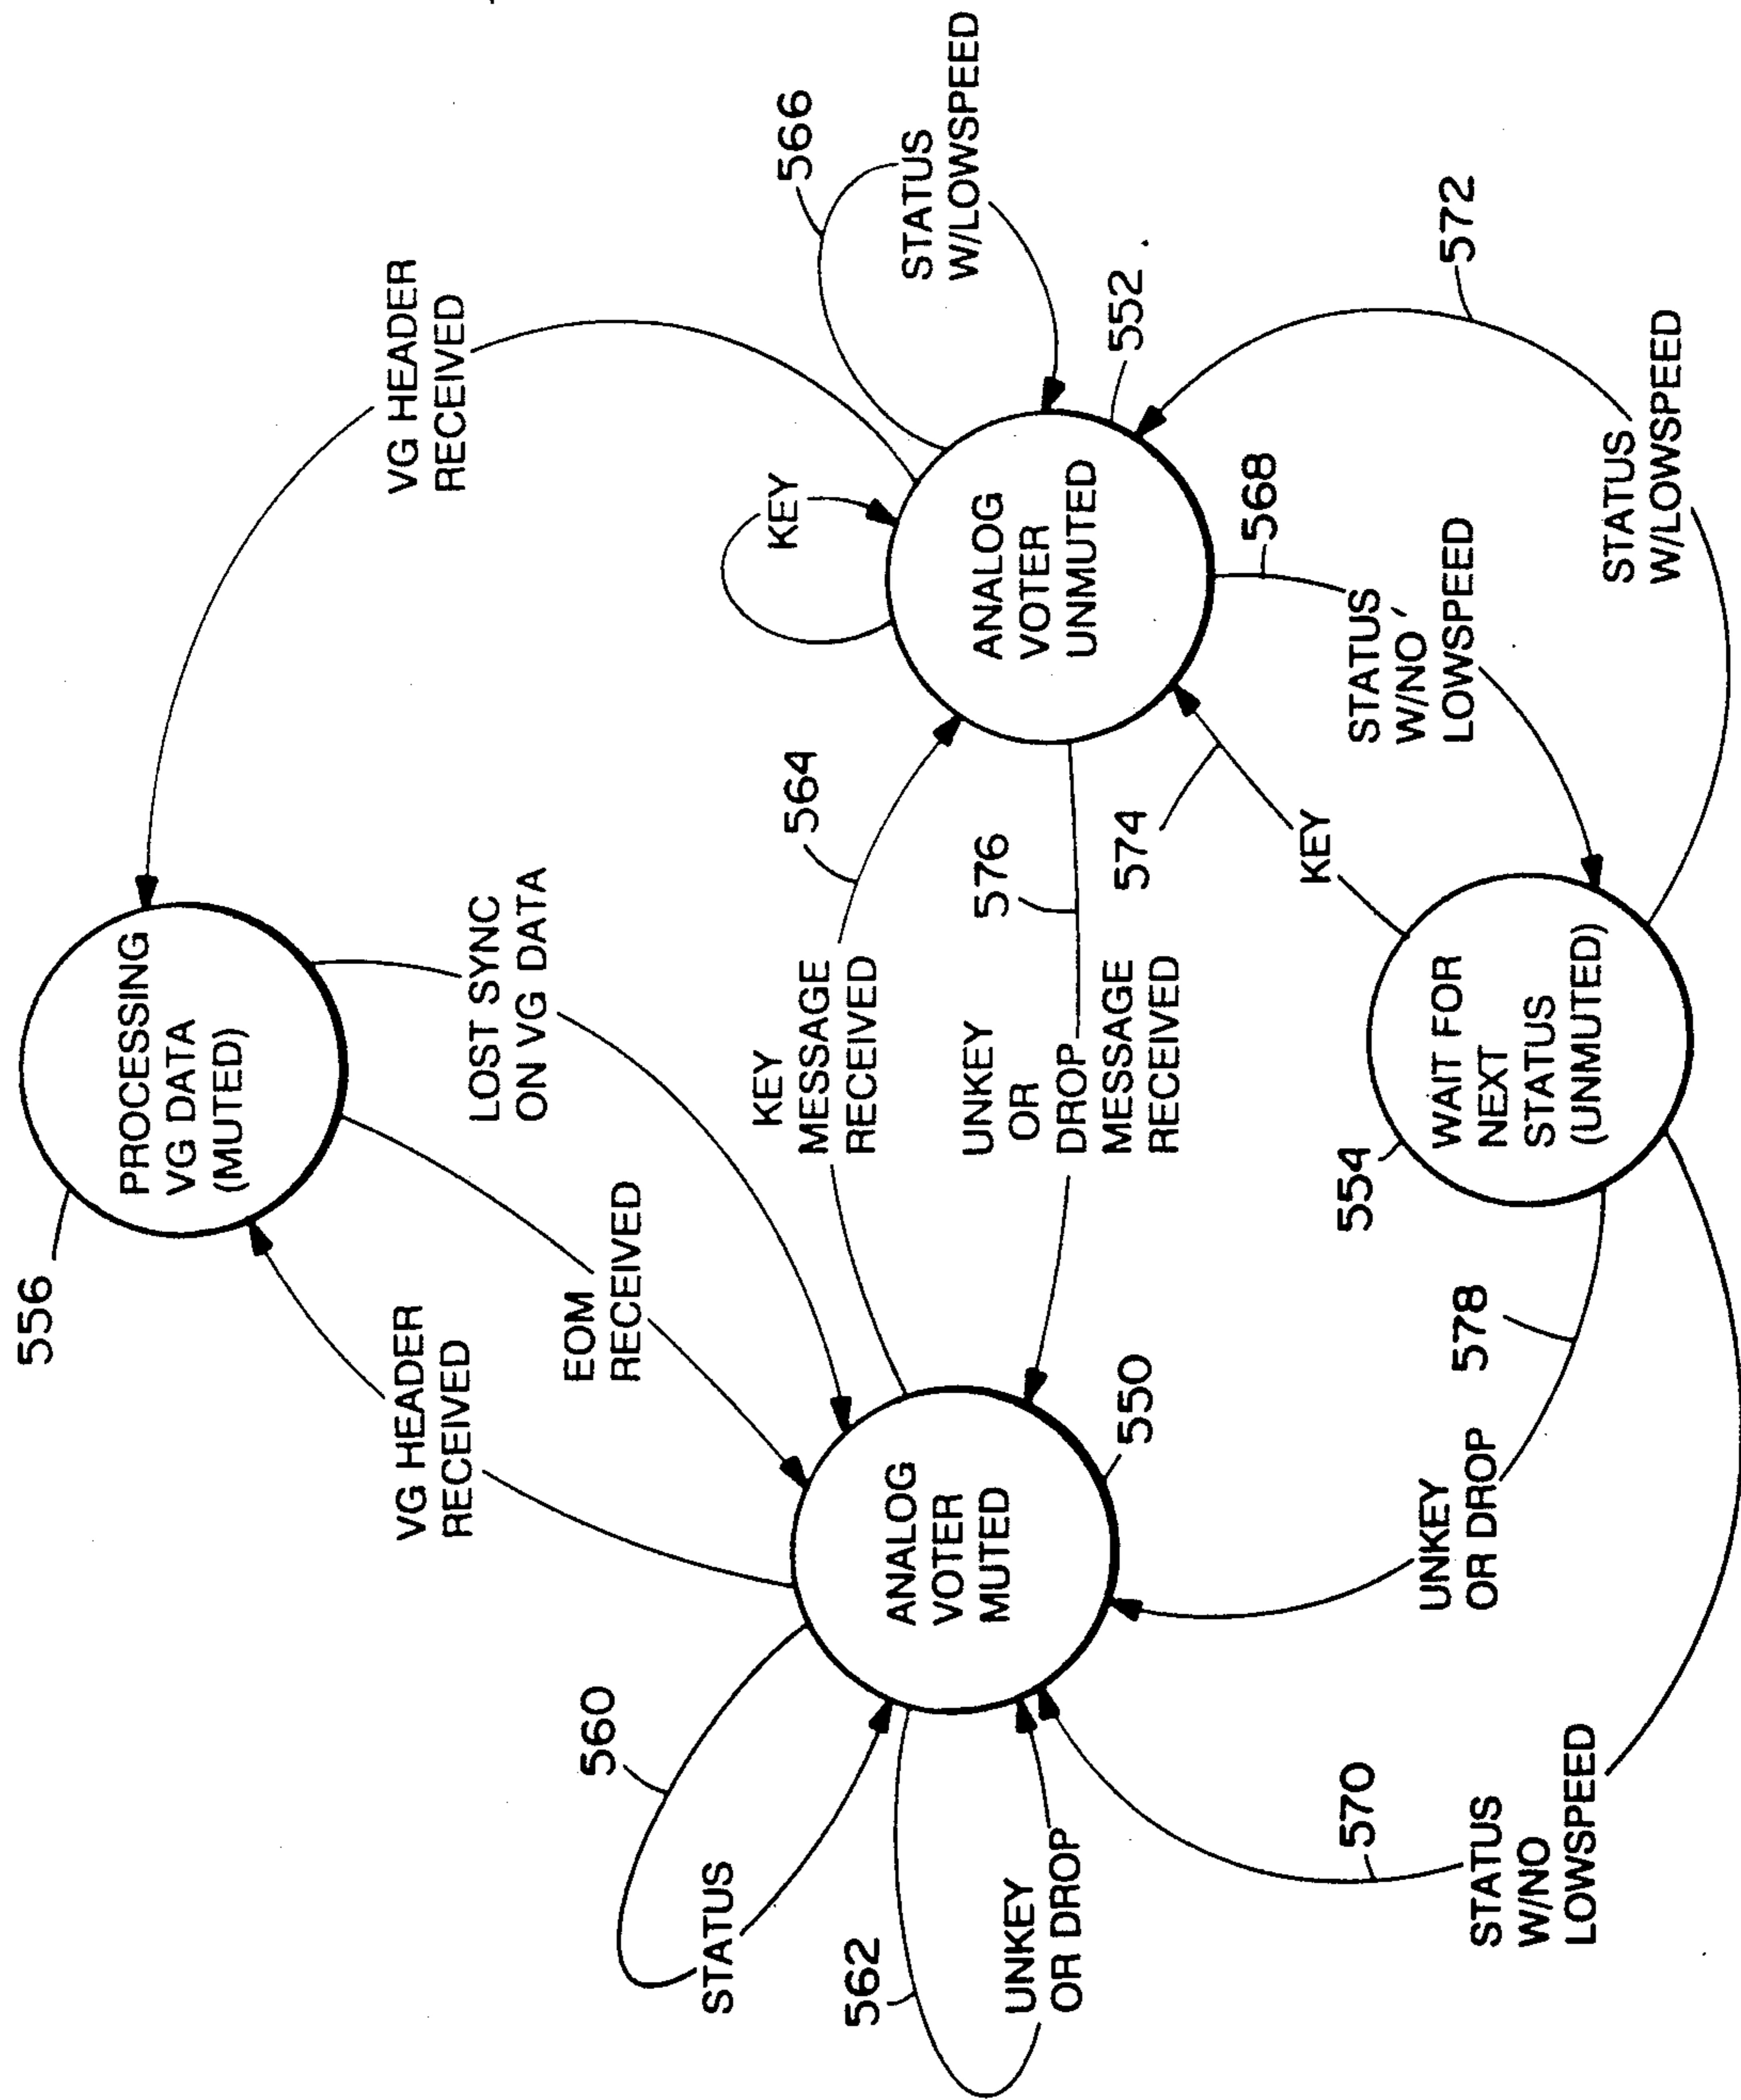 556
PROCESSING
VG DATA
(MUTED)
VG HEADER
RECEIVED
VG HEADER
RECEIVED
EOM
RECEIVED
LOST SYNC
ON VG DATA
560
STATUS
562
UNKEY
OR DROP
ANALOG
VOTER
MUTED
550
KEY
MESSAGE
RECEIVED
564
UNKEY
OR
DROP
MESSAGE
RECEIVED
576
KEY
566
STATUS
W/LOWSPEED
ANALOG
VOTER
UNMUTED
552
574
KEY
568
STATUS
W/NO
LOWSPEED
572
STATUS
W/LOWSPEED
554
WAIT FOR
NEXT
STATUS
(UNMUTED)
578
UNKEY
OR DROP
570
STATUS
W/NO
LOWSPEED